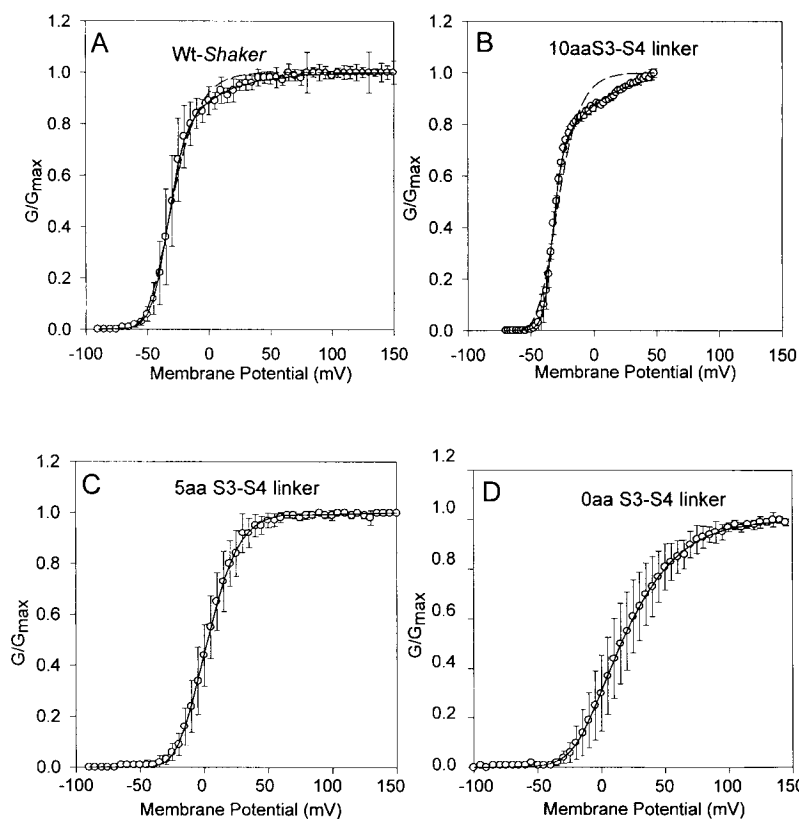 A
Wt-Shaker
1.2
1.0
0.8
0.6
0.4
0.2
0.0
G/Gmax
-100 -50 0 50 100 150
Membrane Potential (mV)
B
10aaS3-S4 linker
1.2
1.0
0.8
0.6
0.4
0.2
0.0
G/Gmax
-100 -50 0 50 100 150
Membrane Potential (mV)
C
5aa S3-S4 linker
1.2
1.0
0.8
0.6
0.4
0.2
0.0
G/Gmax
-100 -50 0 50 100 150
Membrane Potential (mV)
D
0aa S3-S4 linker
1.2
1.0
0.8
0.6
0.4
0.2
0.0
G/Gmax
-100 -50 0 50 100 150
Membrane Potential (mV)